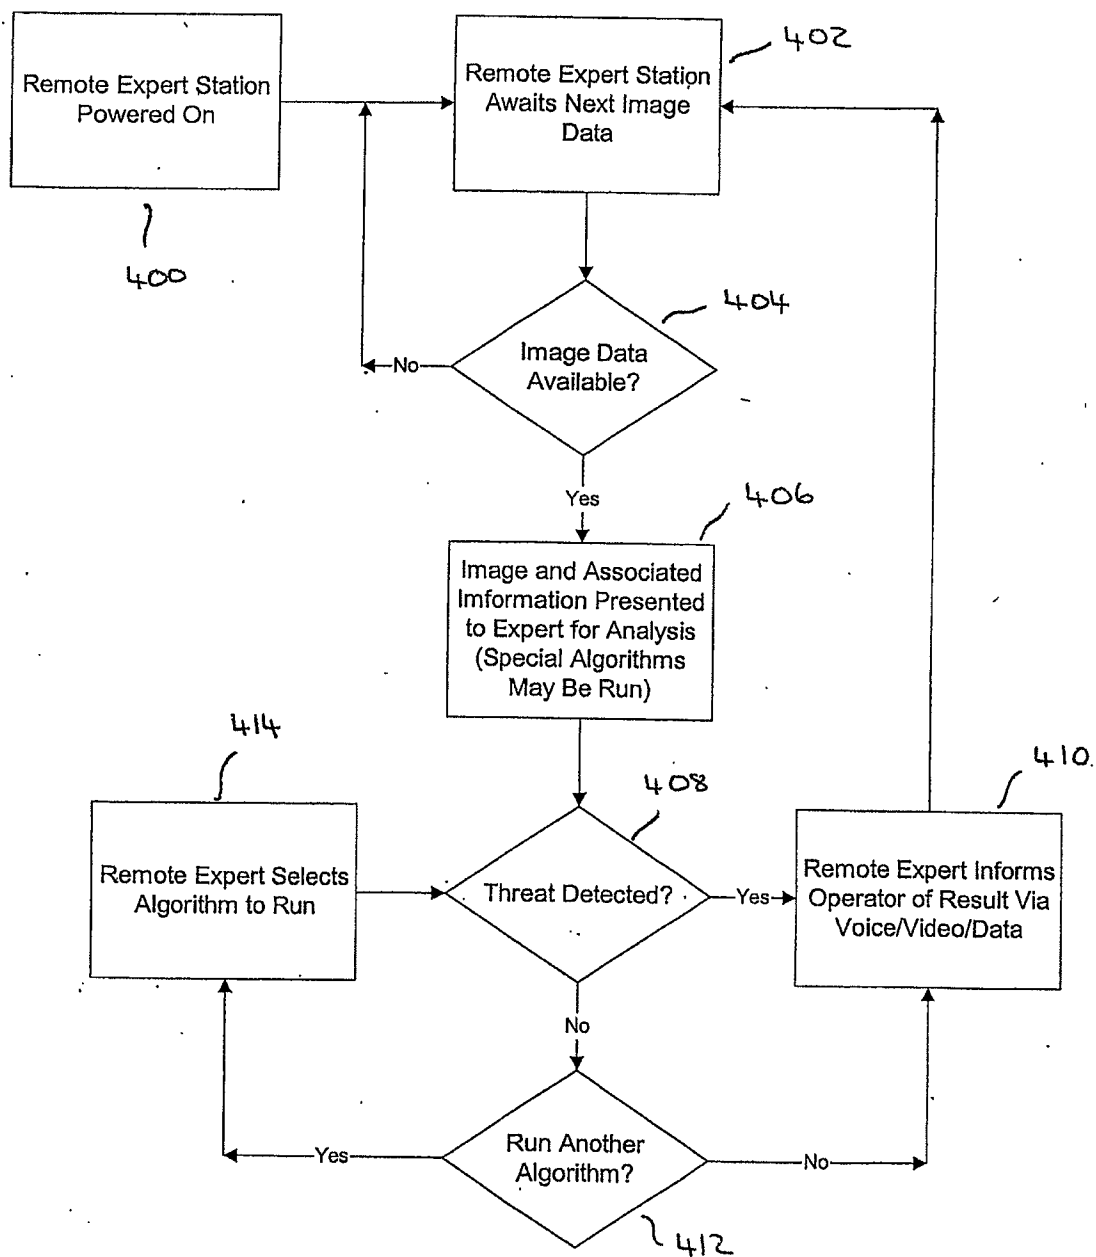 Remote Expert Station
Powered On
400
Remote Expert Station
Awaits Next Image
Data
402
Image Data
Available?
404
No
Yes
Image and Associated
Imformation Presented
to Expert for Analysis
(Special Algorithms
May Be Run)
406
Remote Expert Selects
Algorithm to Run
414
Threat Detected?
408
Yes
Remote Expert Informs
Operator of Result Via
Voice/Video/Data
410
No
Run Another
Algorithm?
412
Yes
No